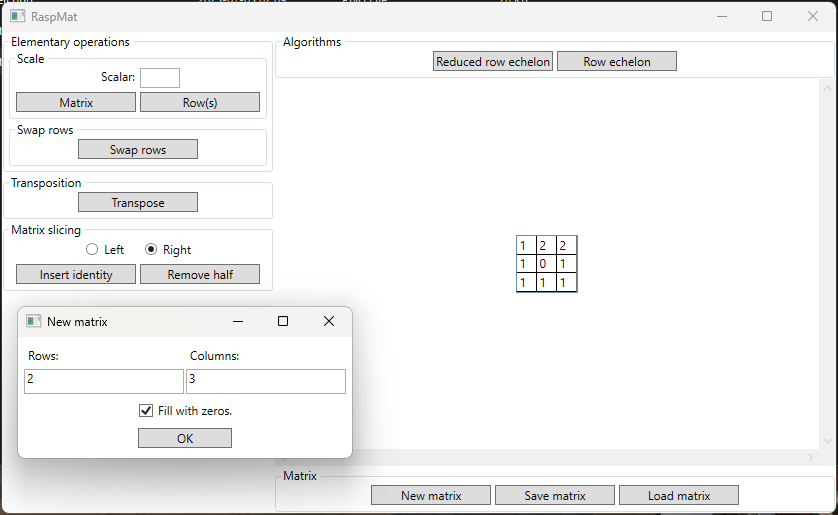 RaspMat
Elementary operations
Scale
Scalar:
Matrix Row(s)
Swap rows
Swap rows
Transposition
Transpose
Matrix slicing
Left Right
Insert identity Remove half
Algorithms
Reduced row echelon Row echelon
1 2 2
1 0 1
1 1 1
New matrix
Rows: Columns:
2 3
Fill with zeros.
OK
Matrix
New matrix Save matrix Load matrix